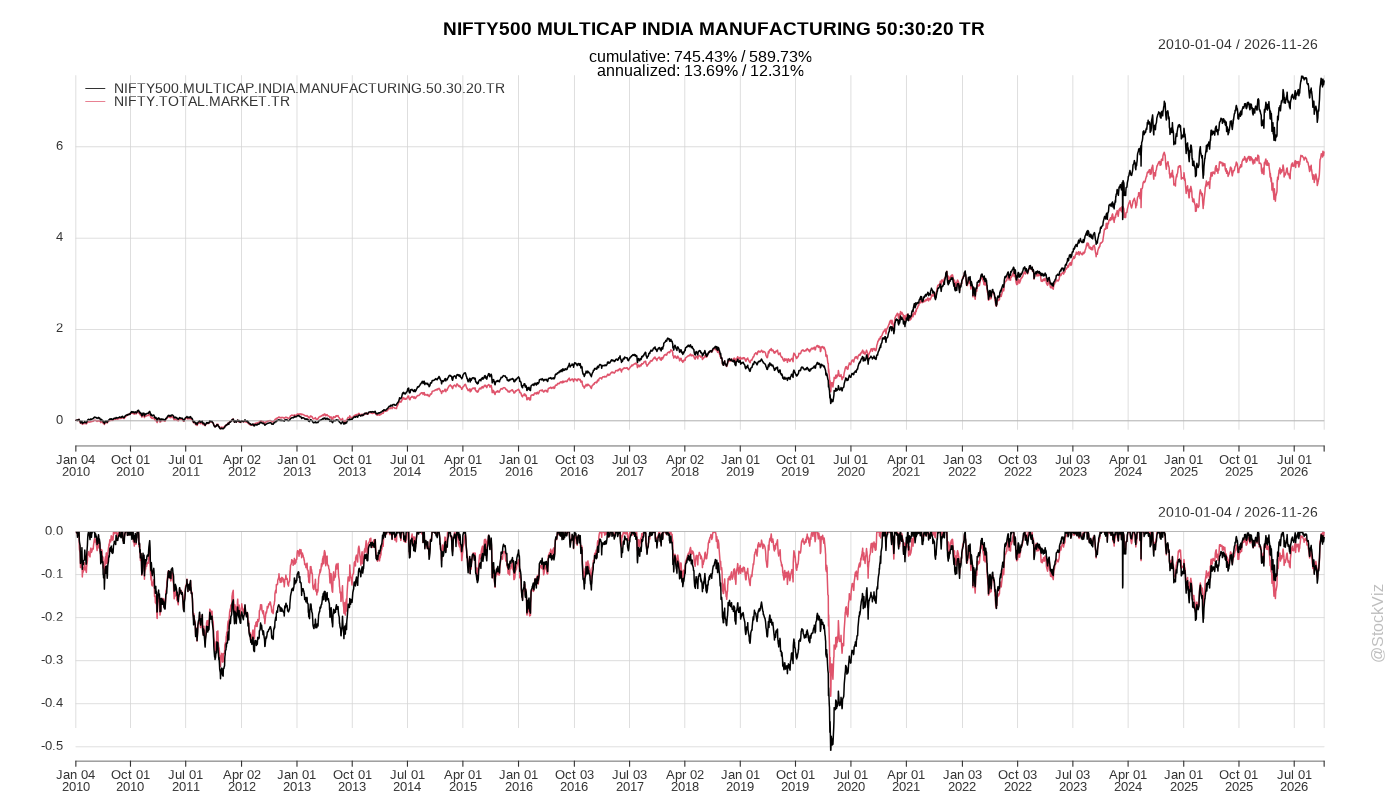 NIFTY500 MULTICAP INDIA MANUFACTURING 50:30:20 TR
2010-01-04 / 2026-11-26
cumulative: 745.43% / 589.73%
annualized: 13.69% / 12.31%
NIFTY500.MULTICAP.INDIA.MANUFACTURING.50.30.20.TR
NIFTY.TOTAL.MARKET.TR
6
4
2
0
Jan 04 Oct 01 Jul 01 Apr 02 Jan 01 Oct 01 Jul 01 Apr 01 Jan 01 Oct 03 Jul 03 Apr 02 Jan 01 Oct 01 Jul 01 Apr 01 Jan 03 Oct 03 Jul 03 Apr 01 Jan 01 Oct 01 Jul 01
2010 2010 2011 2012 2013 2013 2014 2015 2016 2016 2017 2018 2019 2019 2020 2021 2022 2022 2023 2024 2025 2025 2026
2010-01-04 / 2026-11-26
0.0
-0.1
-0.2
-0.3
-0.4
-0.5
Jan 04 Oct 01 Jul 01 Apr 02 Jan 01 Oct 01 Jul 01 Apr 01 Jan 01 Oct 03 Jul 03 Apr 02 Jan 01 Oct 01 Jul 01 Apr 01 Jan 03 Oct 03 Jul 03 Apr 01 Jan 01 Oct 01 Jul 01
2010 2010 2011 2012 2013 2013 2014 2015 2016 2016 2017 2018 2019 2019 2020 2021 2022 2022 2023 2024 2025 2025 2026
@StockViz